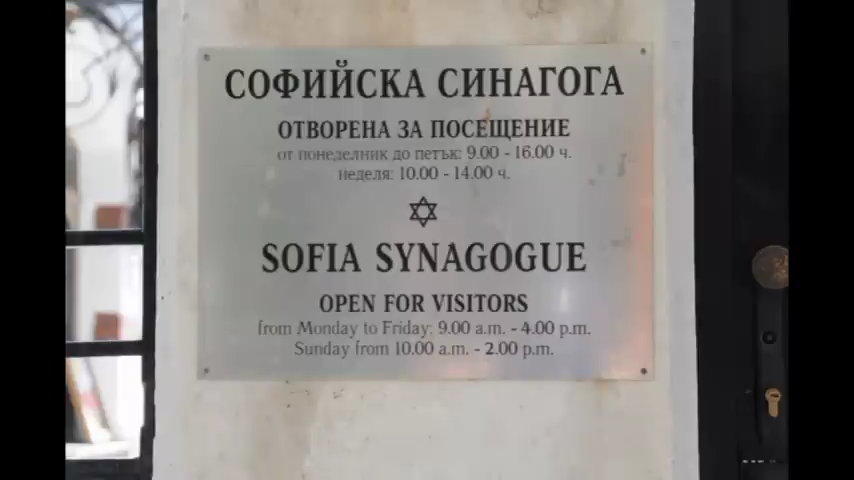 СОФИЙСКА СИНАГОГА
ОТВОРЕНА ЗА ПОСЕЩЕНИЕ
от понеделник до петък: 9.00 - 16.00 ч.
неделя: 10.00 - 14.00 ч.
SOFIA SYNAGOGUE
OPEN FOR VISITORS
from Monday to Friday: 9.00 a.m. - 4.00 p.m.
Sunday from 10.00 a.m. - 2.00 p.m.